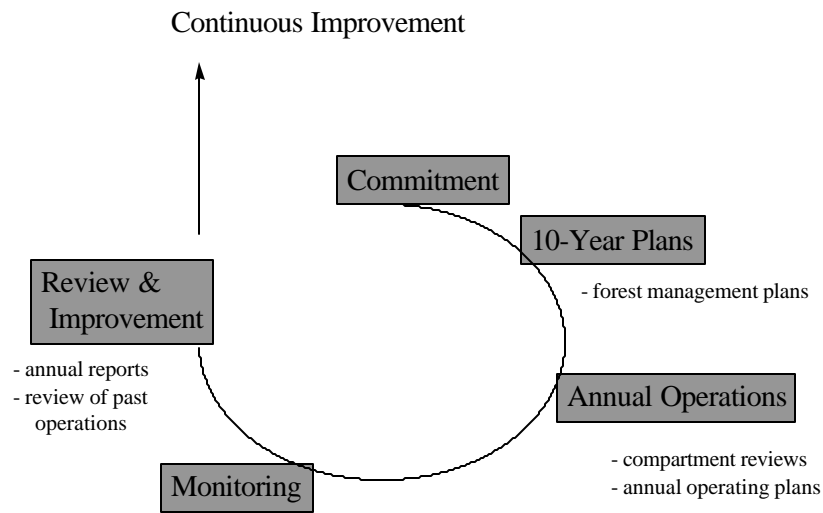 Continuous Improvement
Commitment
10-Year Plans
- forest management plans
Annual Operations
- compartment reviews
- annual operating plans
Monitoring
Review &
Improvement
- annual reports
- review of past
operations